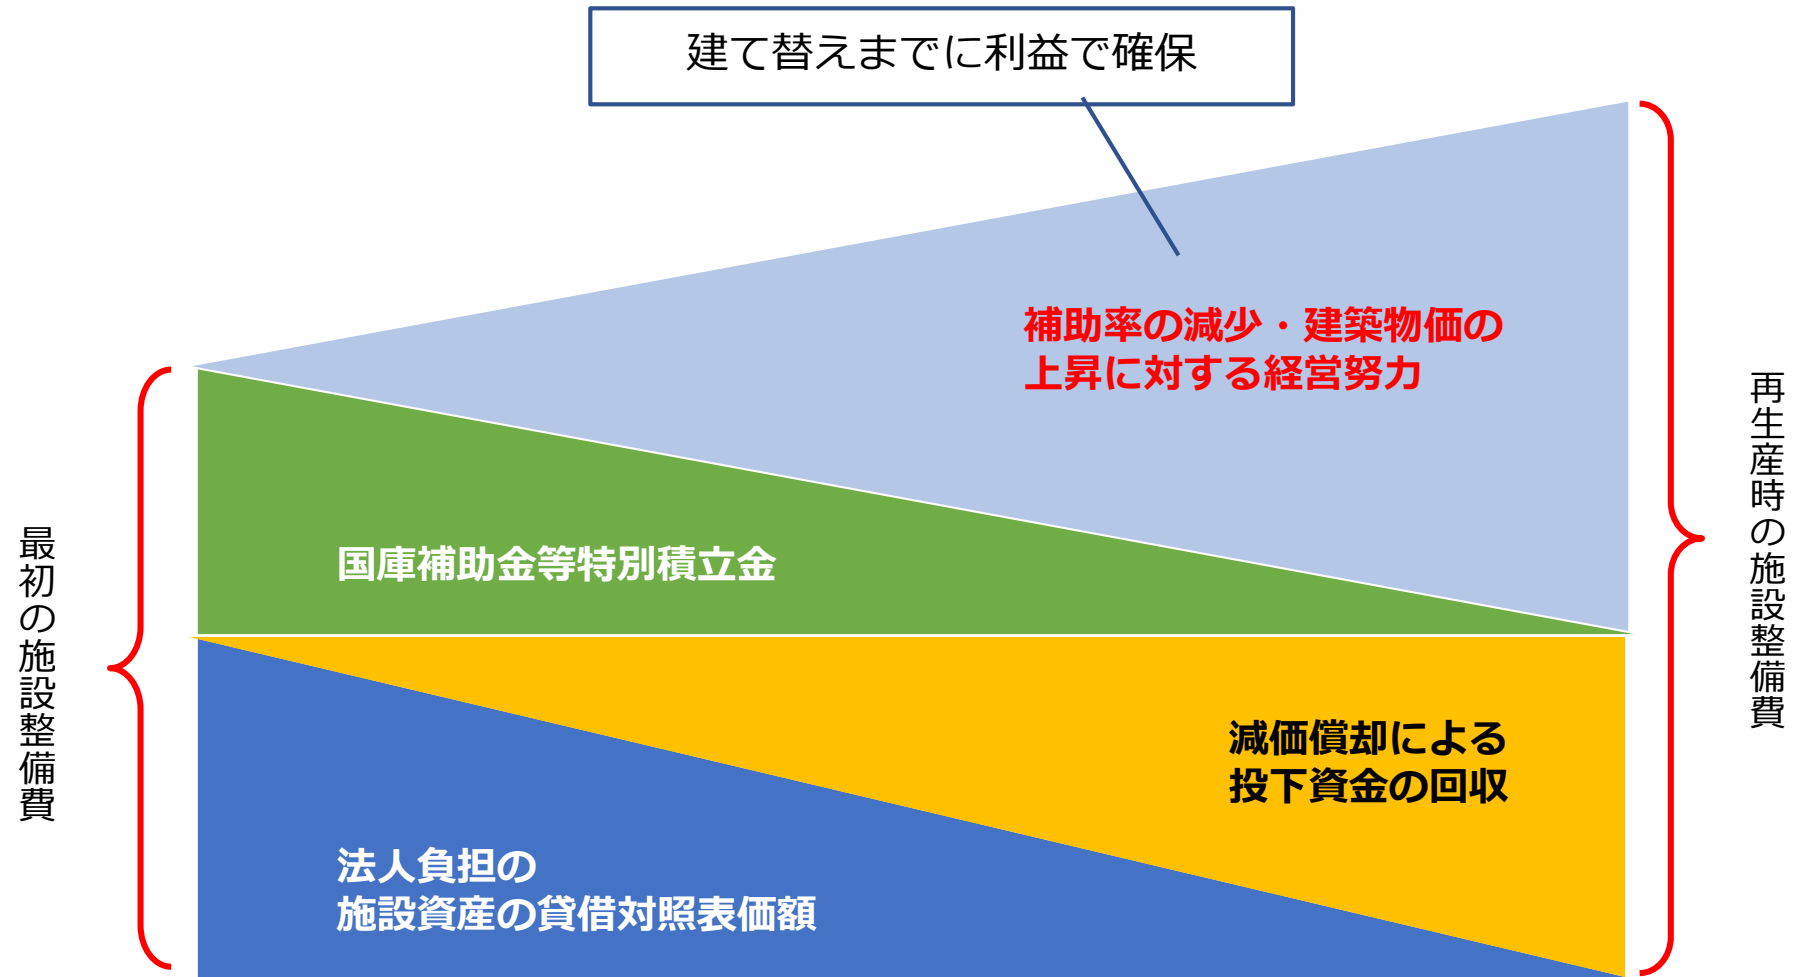 建て替えまでに利益で確保
補助率の減少・建築物価の
上昇に対する経営努力
再生産時の施設整備費
最初の施設整備費
国庫補助金等特別積立金
減価償却による
投下資金の回収
法人負担の
施設資産の貸借対照表価額